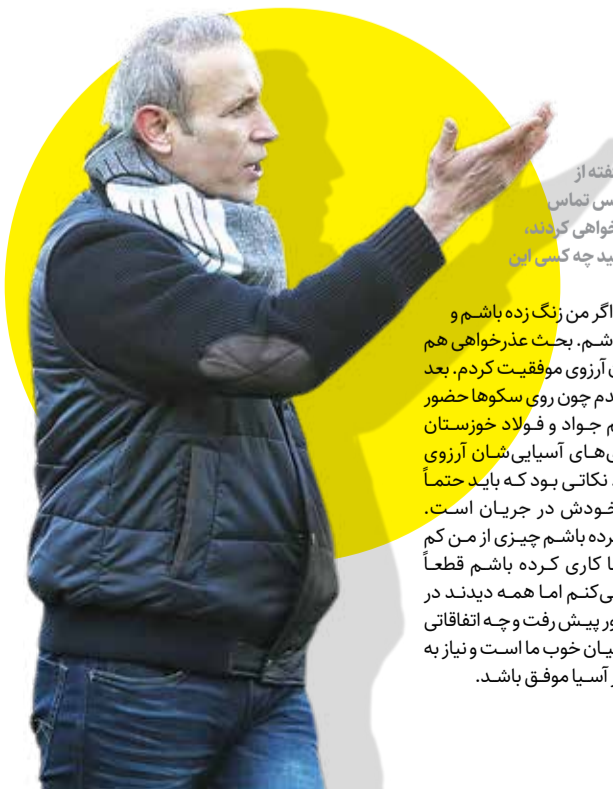 فته از
س تماس
خواهی کردند،
ید چه کسی این
اگر من زنگ زده باشم و
شم. بحث عذرخواهی هم
آرزوی موفقیت کردم. بعد
دم چون روی سکوها حضور
م جواد و فولاد خوزستان
ی‌های آسیایی‌شان آرزوی
نکاتی بود که باید حتماً
خودش در جریان است.
رده باشم چیزی از من کم
ا کاری کرده باشم قطعاً
ی‌کنم اما همه دیدند در
ور پیش رفت و چه اتفاقاتی
یان خوب ما است و نیاز به
ر آسیا موفق باشد.